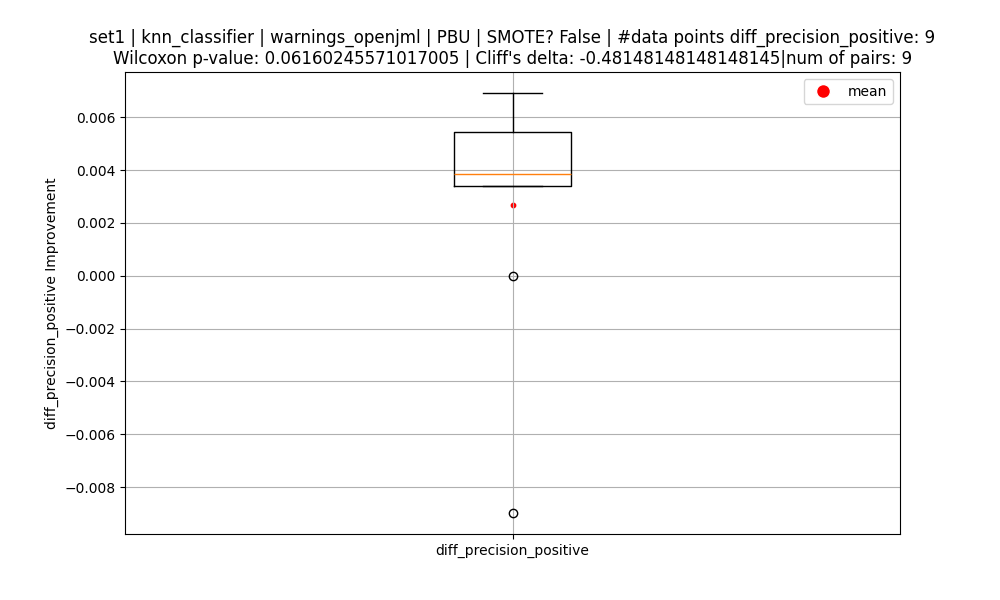 set1 | knn_classifier | warnings_openjml | PBU | SMOTE? False | #data points diff_precision_positive: 9
Wilcoxon p-value: 0.06160245571017005 | Cliff's delta: -0.48148148148148145|num of pairs: 9
mean
0.006
0.004
0.002
0.000
−0.002
−0.004
−0.006
−0.008
diff_precision_positive Improvement
diff_precision_positive